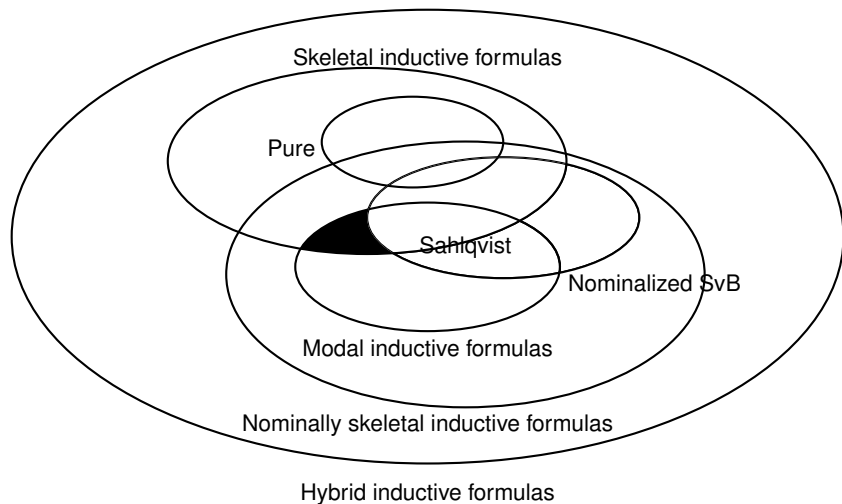 Skeletal inductive formulas
Pure
Sahlqvist
Nominalized SvB
Modal inductive formulas
Nominally skeletal inductive formulas
Hybrid inductive formulas